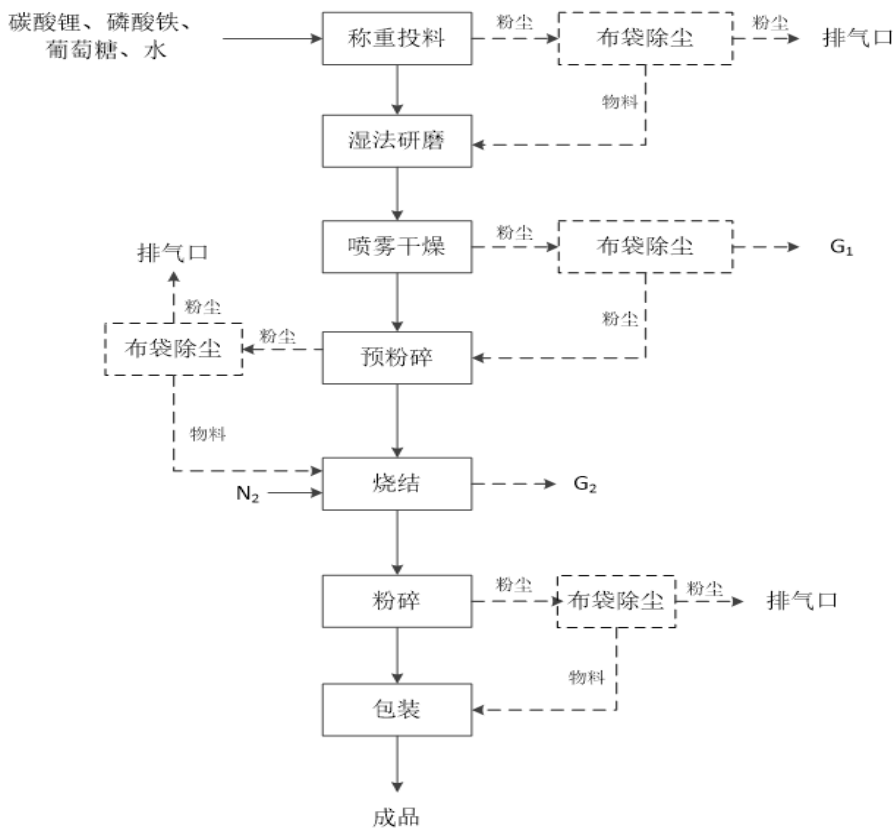 碳酸锂、磷酸铁、
葡萄糖、水
称重投料
粉尘
布袋除尘
粉尘
排气口
物料
湿法研磨
喷雾干燥
粉尘
布袋除尘
G₁
排气口
粉尘
粉尘
布袋除尘
粉尘
预粉碎
物料
烧结
N₂
G₂
粉碎
粉尘
布袋除尘
粉尘
排气口
物料
包装
成品